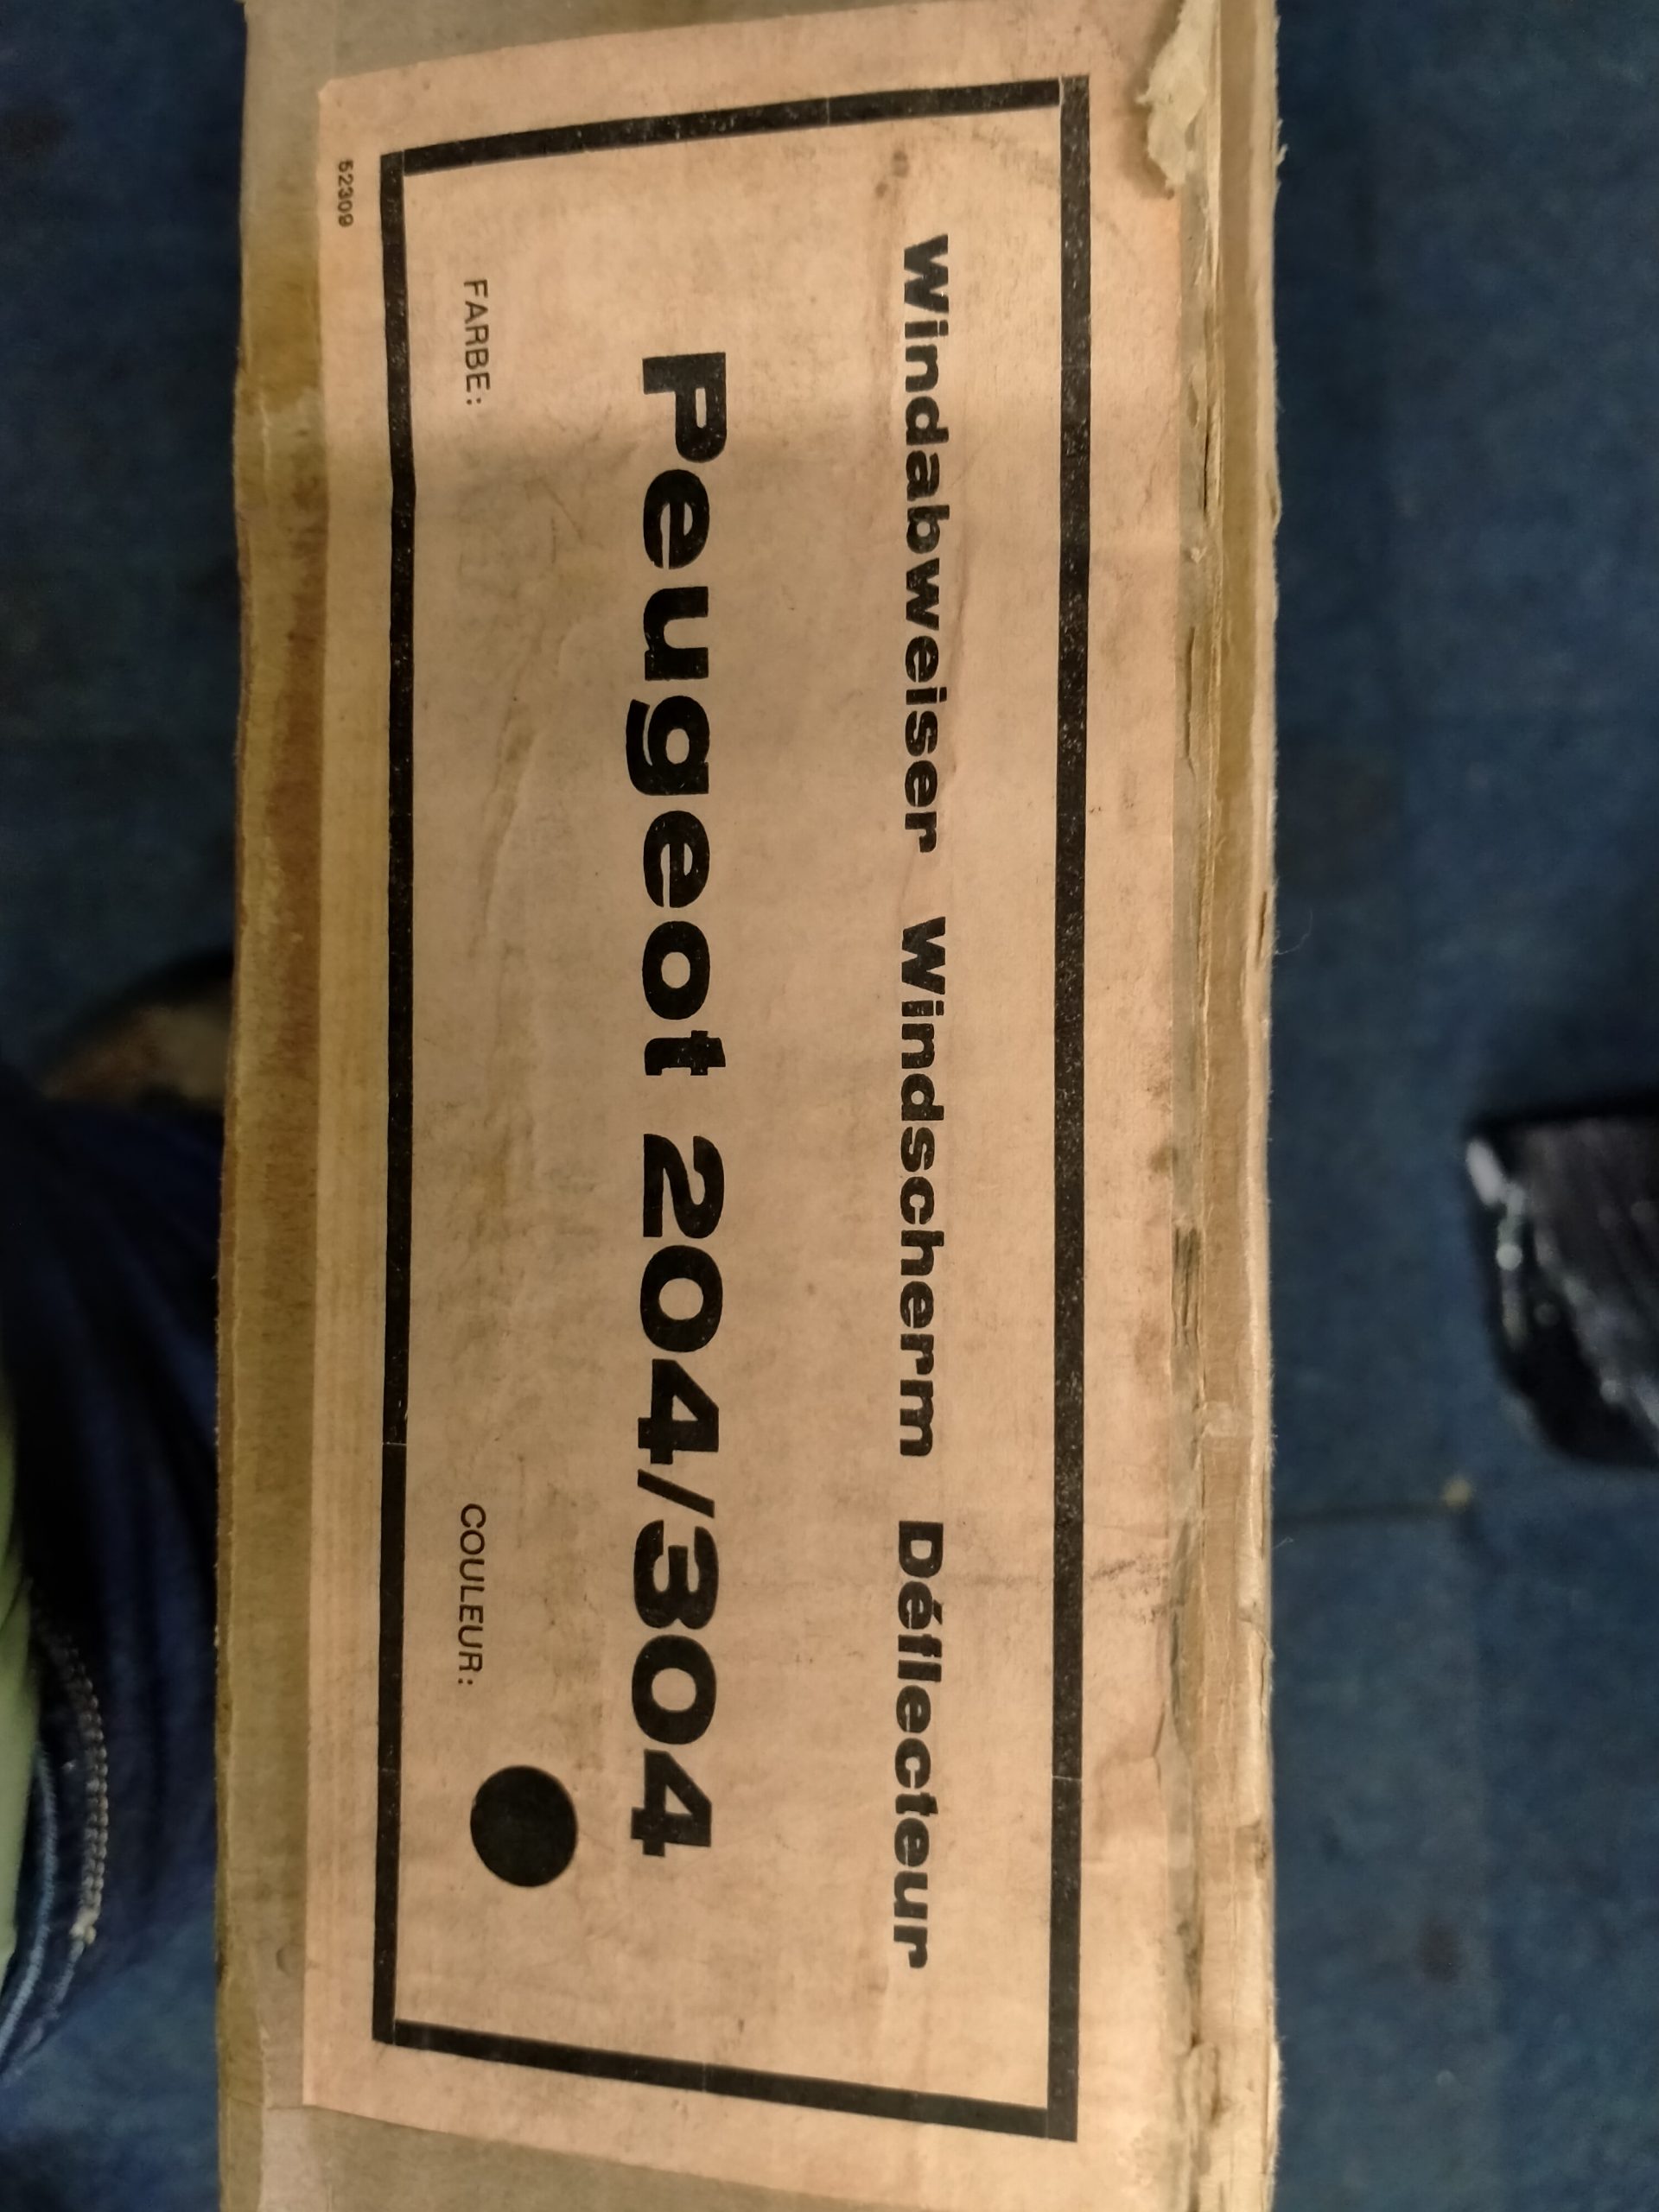 Windabweiser Windscherm Déflecteur
Peugeot 204/304
FARBE: COULEUR:
52309